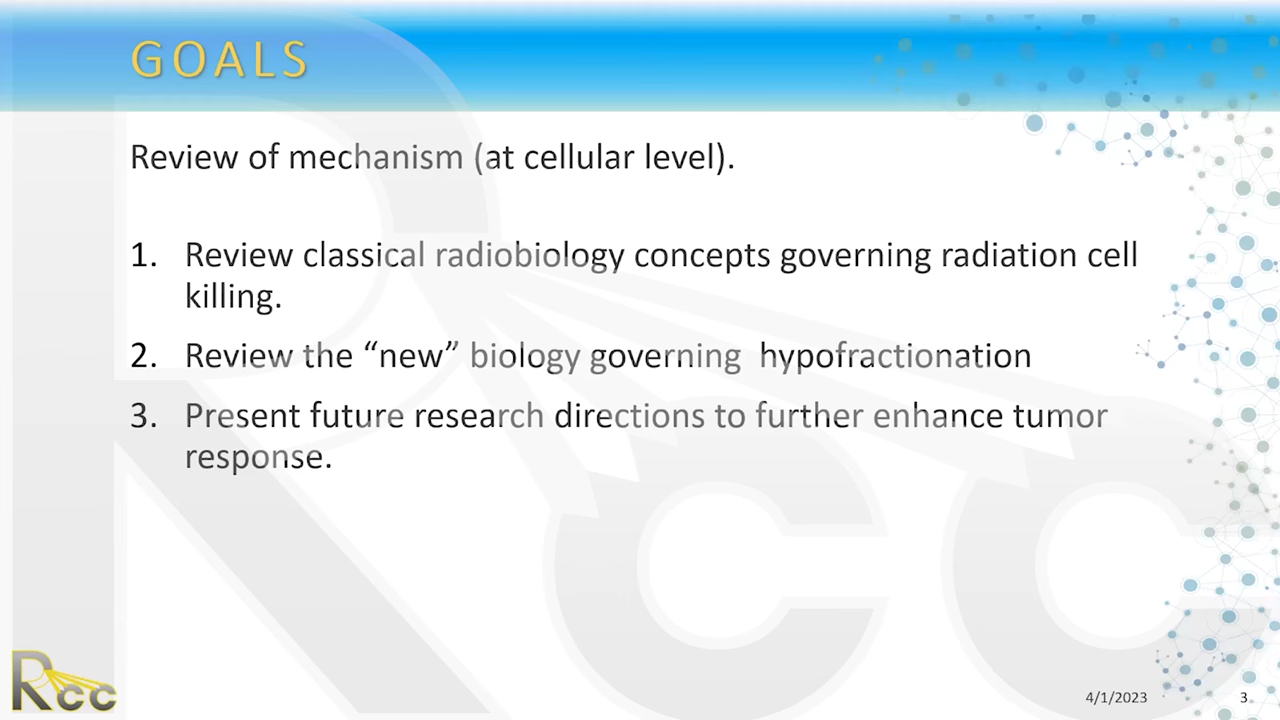 GOALS
Review of mechanism (at cellular level).
1. Review classical radiobiology concepts governing radiation cell
killing.
2. Review the “new” biology governing  hypofractionation
3. Present future research directions to further enhance tumor
response.
Rcc
Rcc
4/1/2023
3